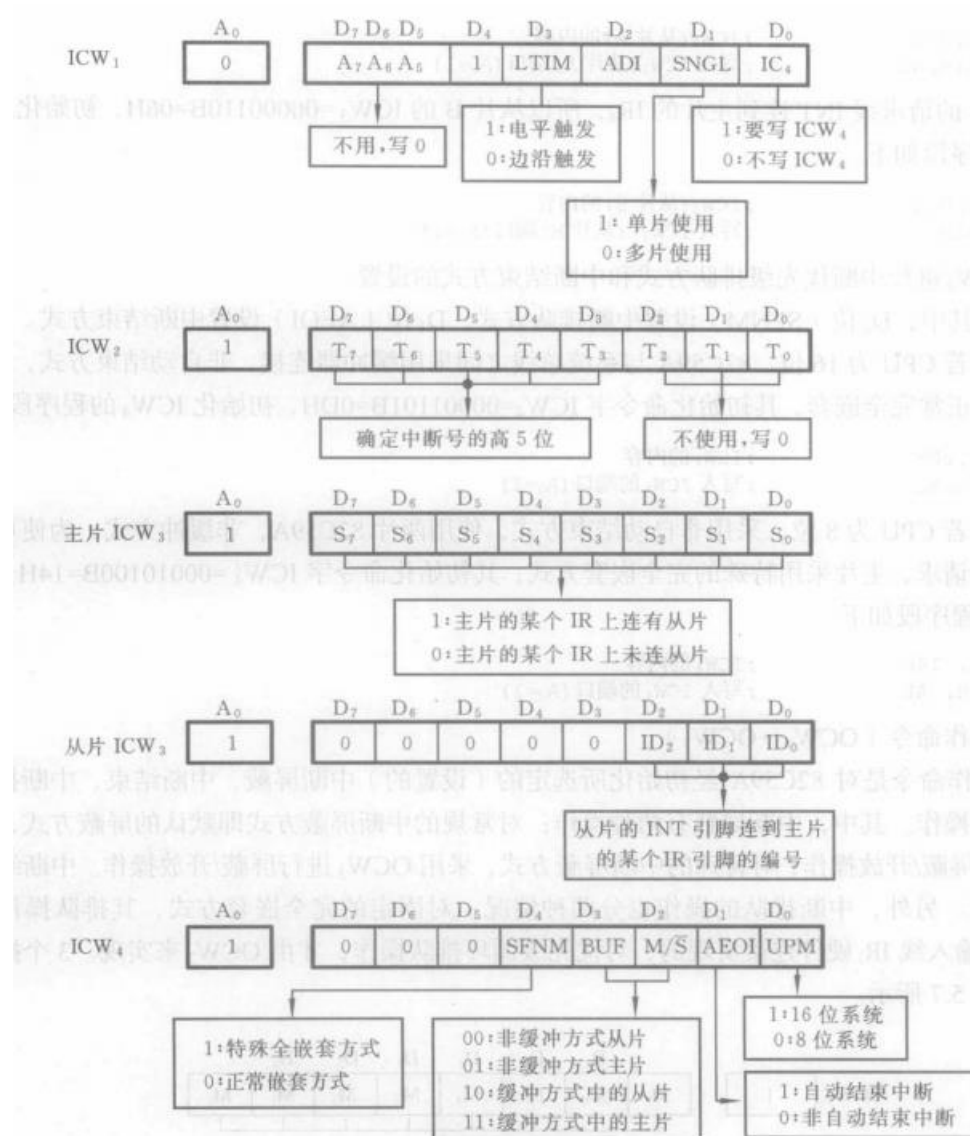 A₀ D₇ D₆ D₅ D₄ D₃ D₂ D₁ D₀
ICW₁ 0 A₇ A₆ A₅ 1 LTIM ADI SNGL IC₄
不用,写0
1:电平触发
0:边沿触发
1:要写 ICW₄
0:不写 ICW₄
1:单片使用
0:多片使用
A₀ D₇ D₆ D₅ D₄ D₃ D₂ D₁ D₀
ICW₂ 1 T₇ T₆ T₅ T₄ T₃ T₂ T₁ T₀
确定中断号的高5位
不使用,写0
A₀ D₇ D₆ D₅ D₄ D₃ D₂ D₁ D₀
主片 ICW₃ 1 S₇ S₆ S₅ S₄ S₃ S₂ S₁ S₀
1:主片的某个 IR 上连有从片
0:主片的某个 IR 上未连从片
A₀ D₇ D₆ D₅ D₄ D₃ D₂ D₁ D₀
从片 ICW₃ 1 0 0 0 0 0 ID₂ ID₁ ID₀
从片的 INT 引脚连到主片
的某个IR引脚的编号
A₀ D₇ D₆ D₅ D₄ D₃ D₂ D₁ D₀
ICW₄ 1 0 0 0 SFNM BUF M/S̅ AEOI UPM
1:特殊全嵌套方式
0:正常嵌套方式
00:非缓冲方式从片
01:非缓冲方式主片
10:缓冲方式中的从片
11:缓冲方式中的主片
1:16位系统
0:8位系统
1:自动结束中断
0:非自动结束中断